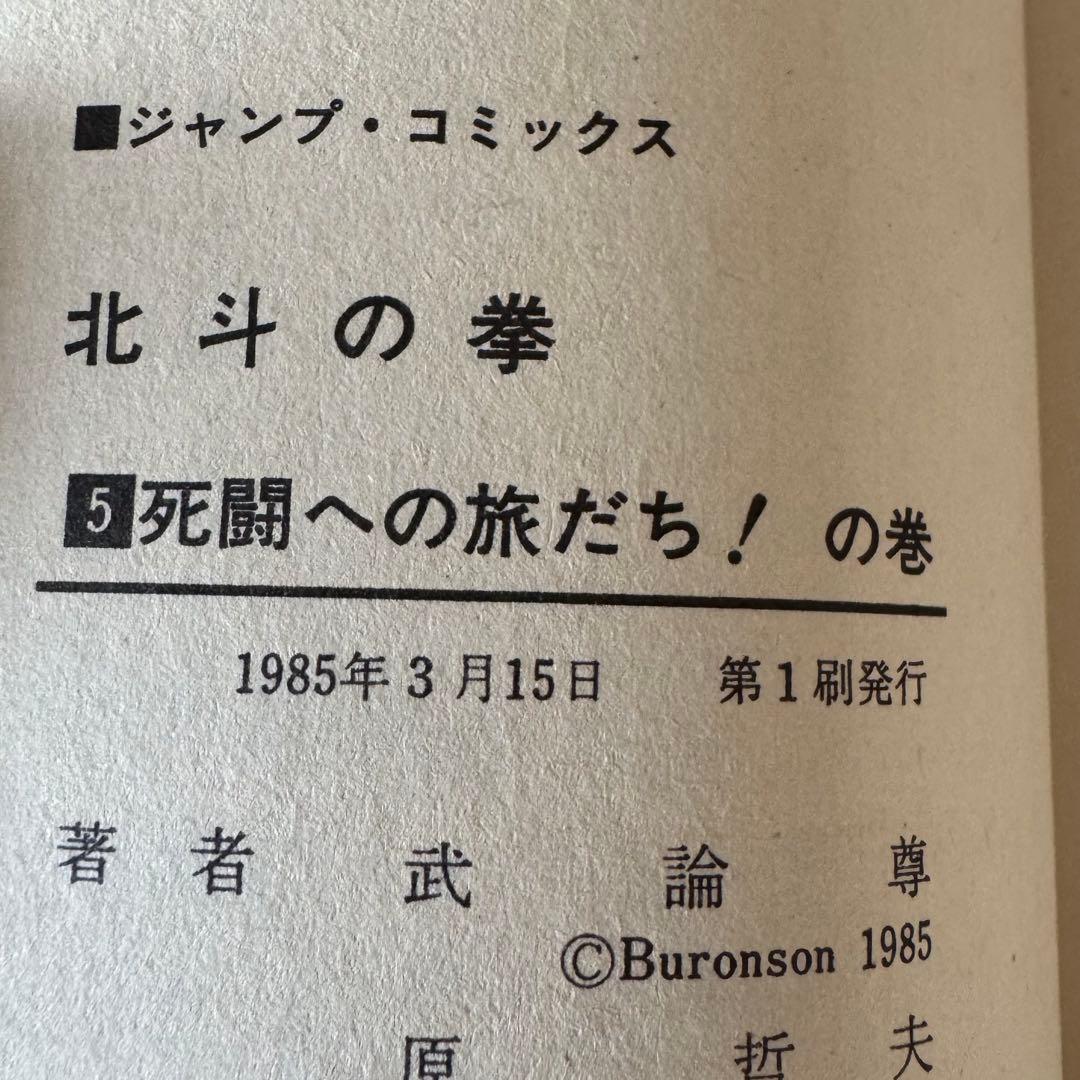 ■ジャンプ・コミックス
北斗の拳
5死闘への旅だち！の巻
1985年3月15日　第1刷発行
著者　武論尊
©Buronson 1985
原哲夫